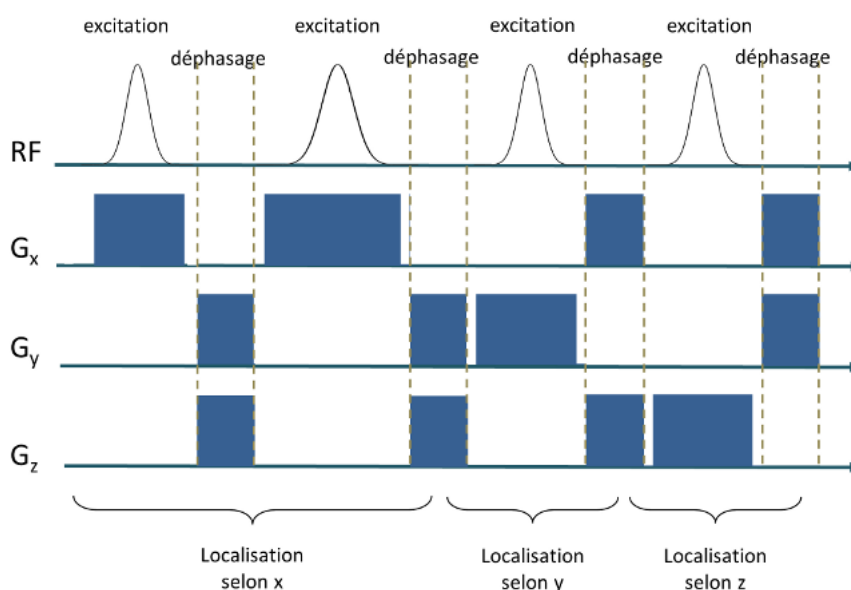 excitation
excitation
excitation
excitation
déphasage
déphasage
déphasage
déphasage
RF
Gx
Gy
Gz
Localisation
selon x
Localisation
selon y
Localisation
selon z